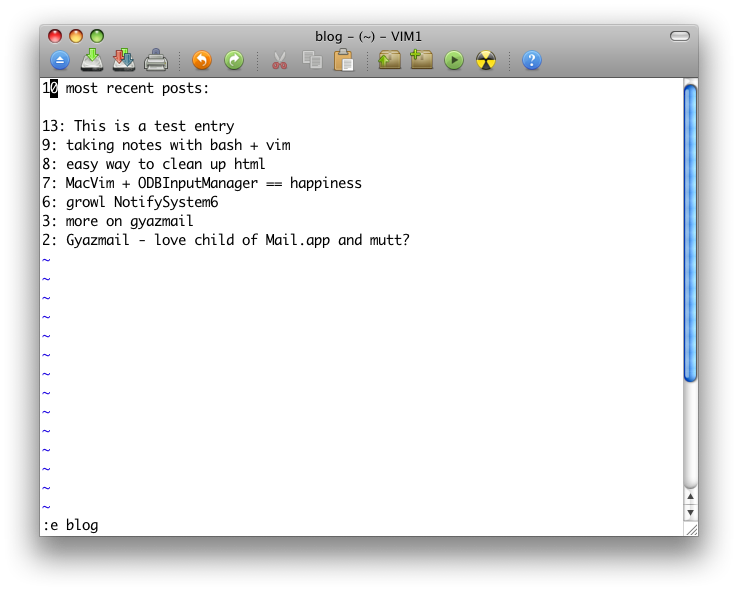 blog – (~) – VIM1
10 most recent posts:
13: This is a test entry
9: taking notes with bash + vim
8: easy way to clean up html
7: MacVim + ODBInputManager == happiness
6: growl NotifySystem6
3: more on gyazmail
2: Gyazmail - love child of Mail.app and mutt?
~
~
~
~
~
~
~
~
~
~
~
~
~
~
:e blog